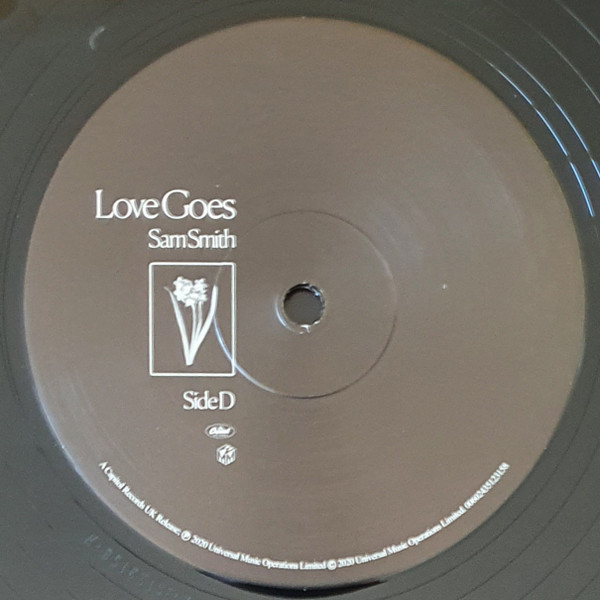 Love Goes
Sam Smith
Side D
Capitol
A Capitol Records UK Release; ℗ 2020 Universal Music Operations Limited © 2020 Universal Music Operations Limited.